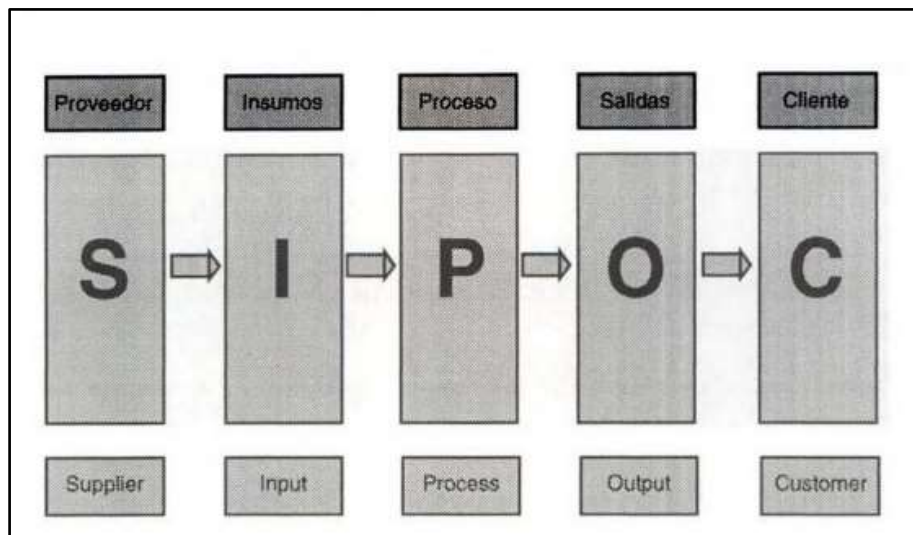 Proveedor Insumos Proceso Salidas Cliente
S I P O C
Supplier Input Process Output Customer